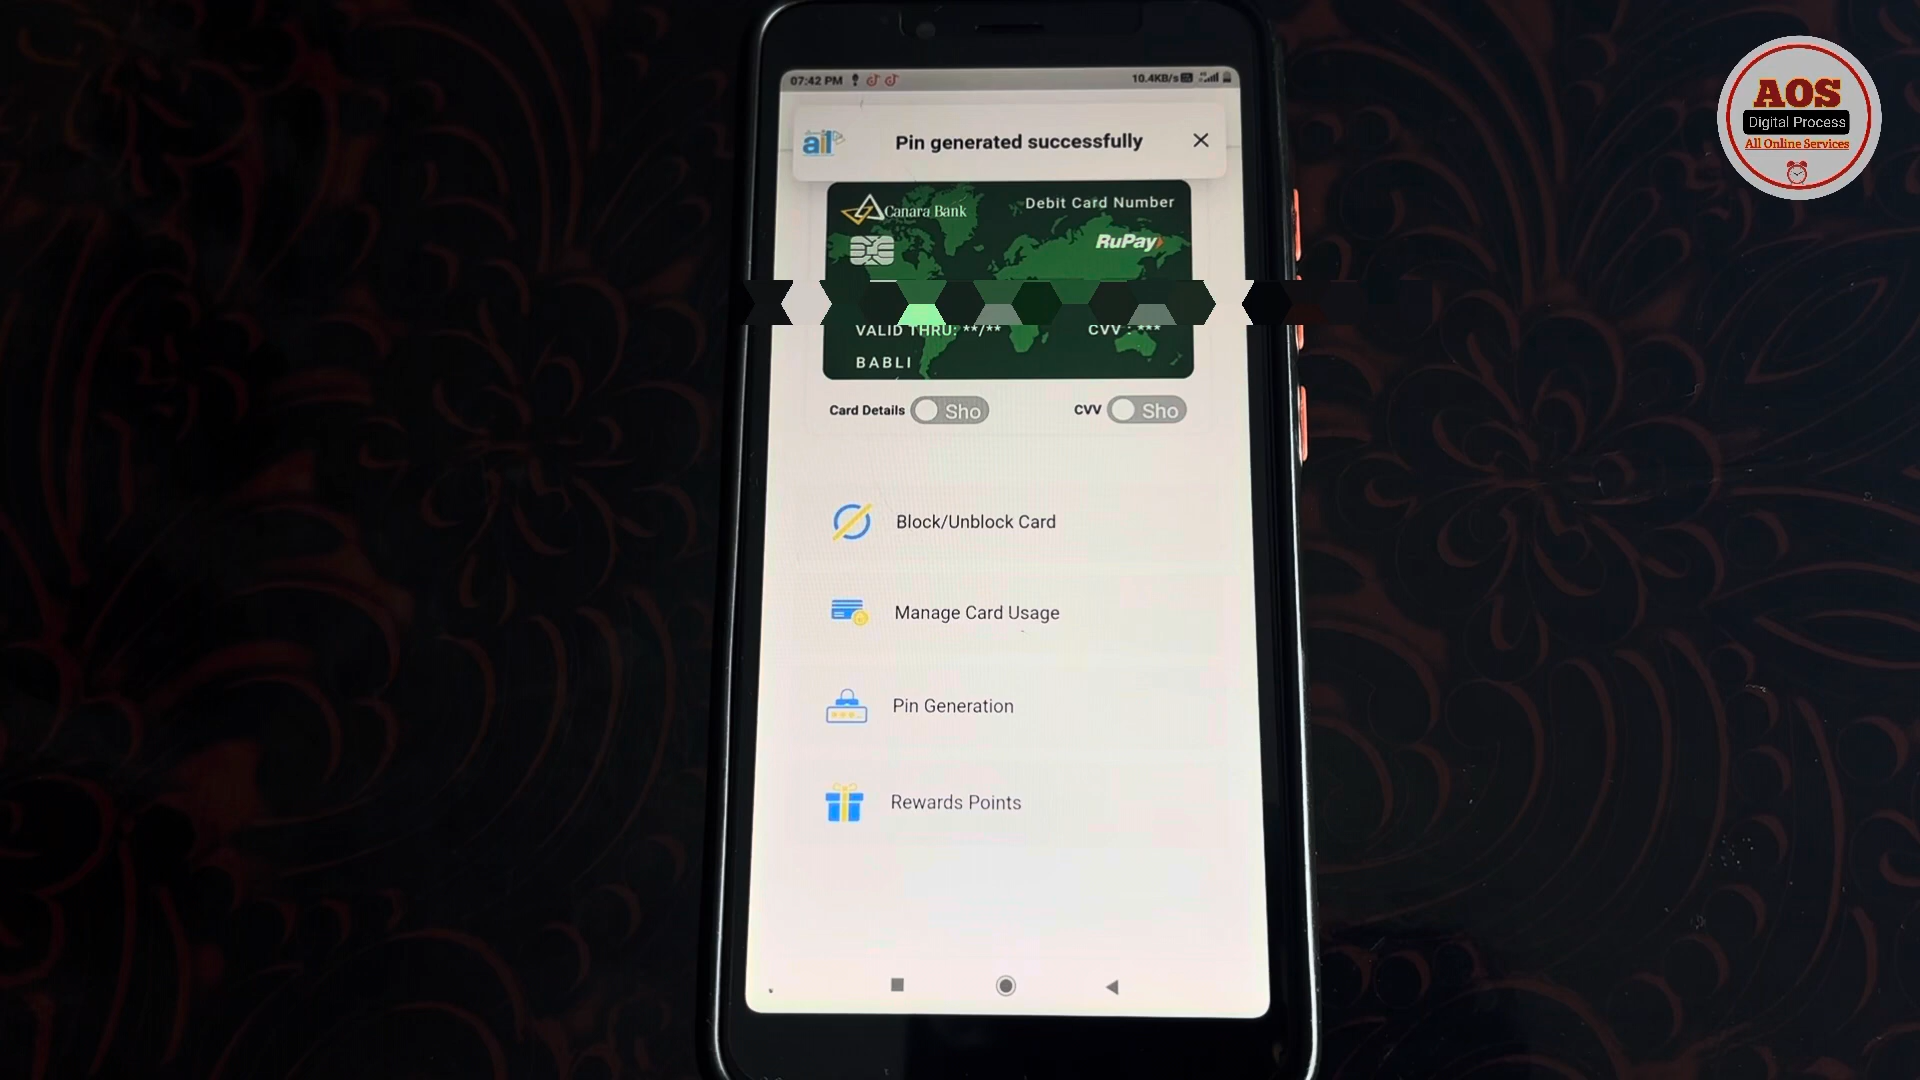 07:42 PM
10.4KB/s
ai1
Pin generated successfully
Canara Bank
Debit Card Number
RuPay
VALID THRU: **/**
CVV : ***
BABLI
Card Details
Sho
CVV
Sho
Block/Unblock Card
Manage Card Usage
Pin Generation
Rewards Points
AOS
Digital Process
All Online Services